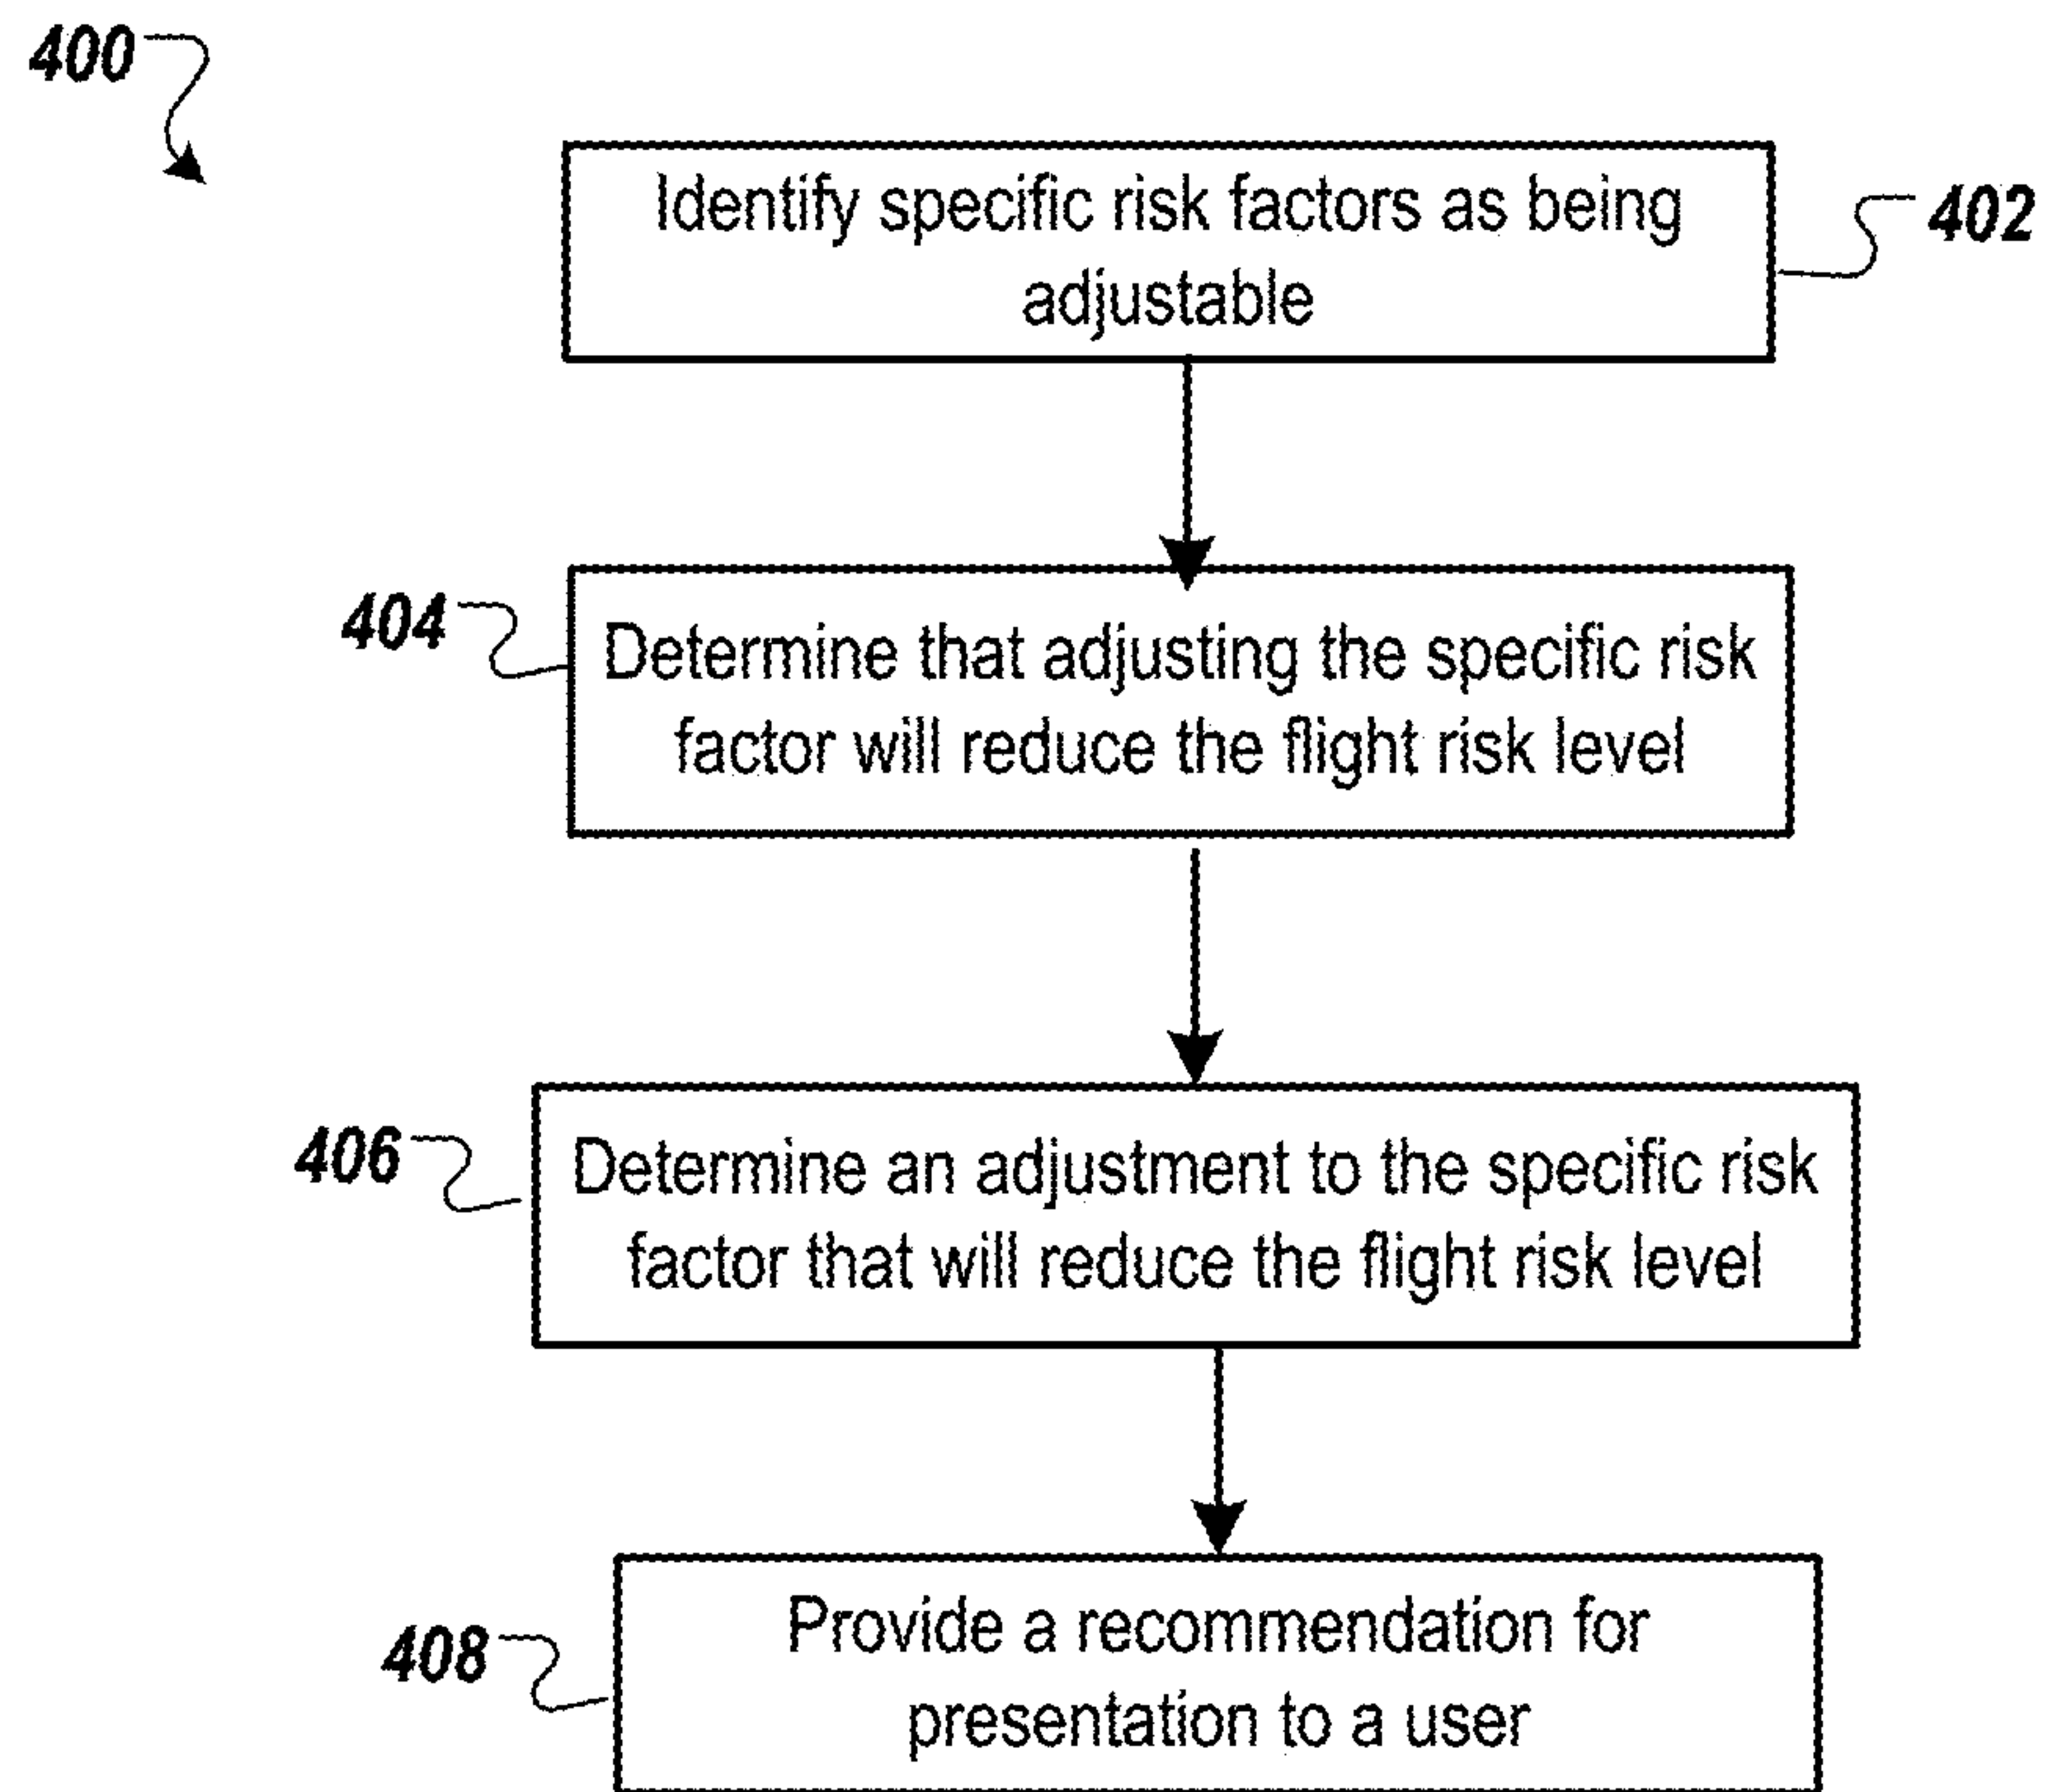 400
Identify specific risk factors as being
adjustable
402
404
Determine that adjusting the specific risk
factor will reduce the flight risk level
406
Determine an adjustment to the specific risk
factor that will reduce the flight risk level
408
Provide a recommendation for
presentation to a user